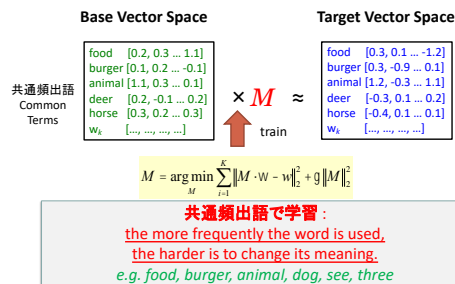 Base Vector Space
Target Vector Space
共通頻出語
Common
Terms
food [0.2, 0.3 ... 1.1]
burger [0.1, 0.2 ... -0.1]
animal [1.1, 0.3 ... 0.1]
deer [0.2, -0.1 ... 0.2]
horse [0.3, 0.2 ... 0.3]
wₖ [..., ..., ..., ...]
× M ≈
train
food [0.3, 0.1 ... -1.2]
burger [0.3, -0.9 ... 0.1]
animal [1.2, -0.3 ... 1.1]
deer [-0.3, 0.1 ... 0.2]
horse [-0.4, 0.1 ... 0.1]
wₖ [..., ..., ..., ...]
M = arg min_M ∑_{i=1}^{K} ‖M · w − w‖₂² + g‖M‖₂²
共通頻出語で学習 :
the more frequently the word is used,
the harder is to change its meaning.
e.g. food, burger, animal, dog, see, three